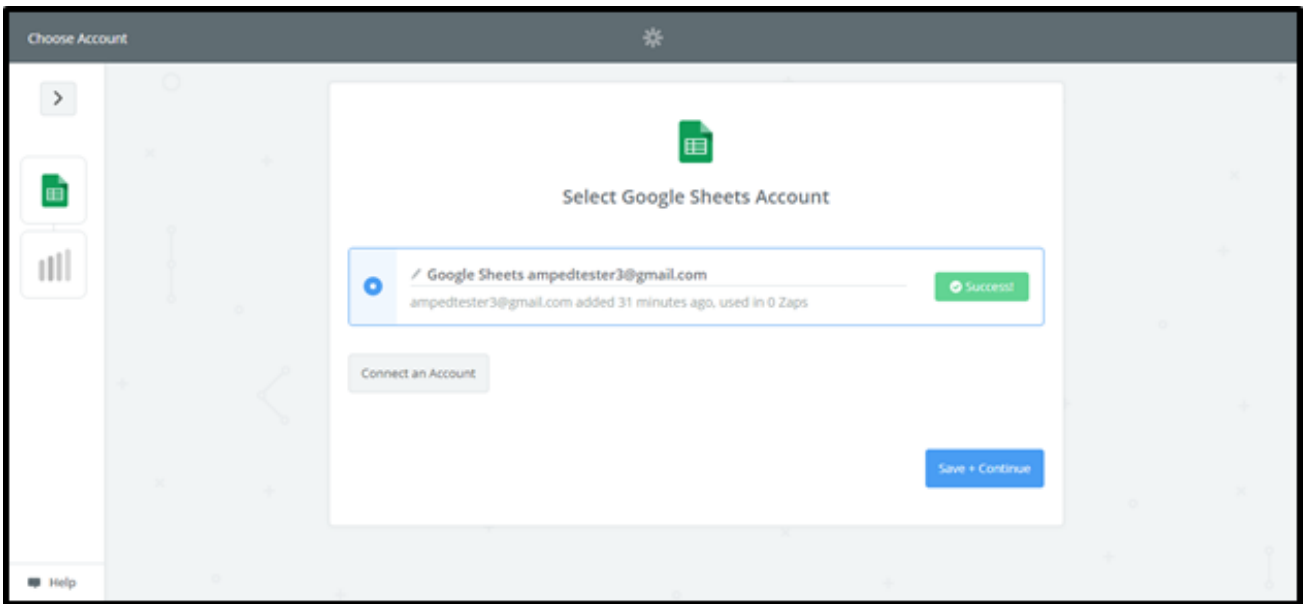 Choose Account
Select Google Sheets Account
Google Sheets ampedtester3@gmail.com
Success!
ampedtester3@gmail.com added 31 minutes ago, used in 0 Zaps
Connect an Account
Save + Continue
Help